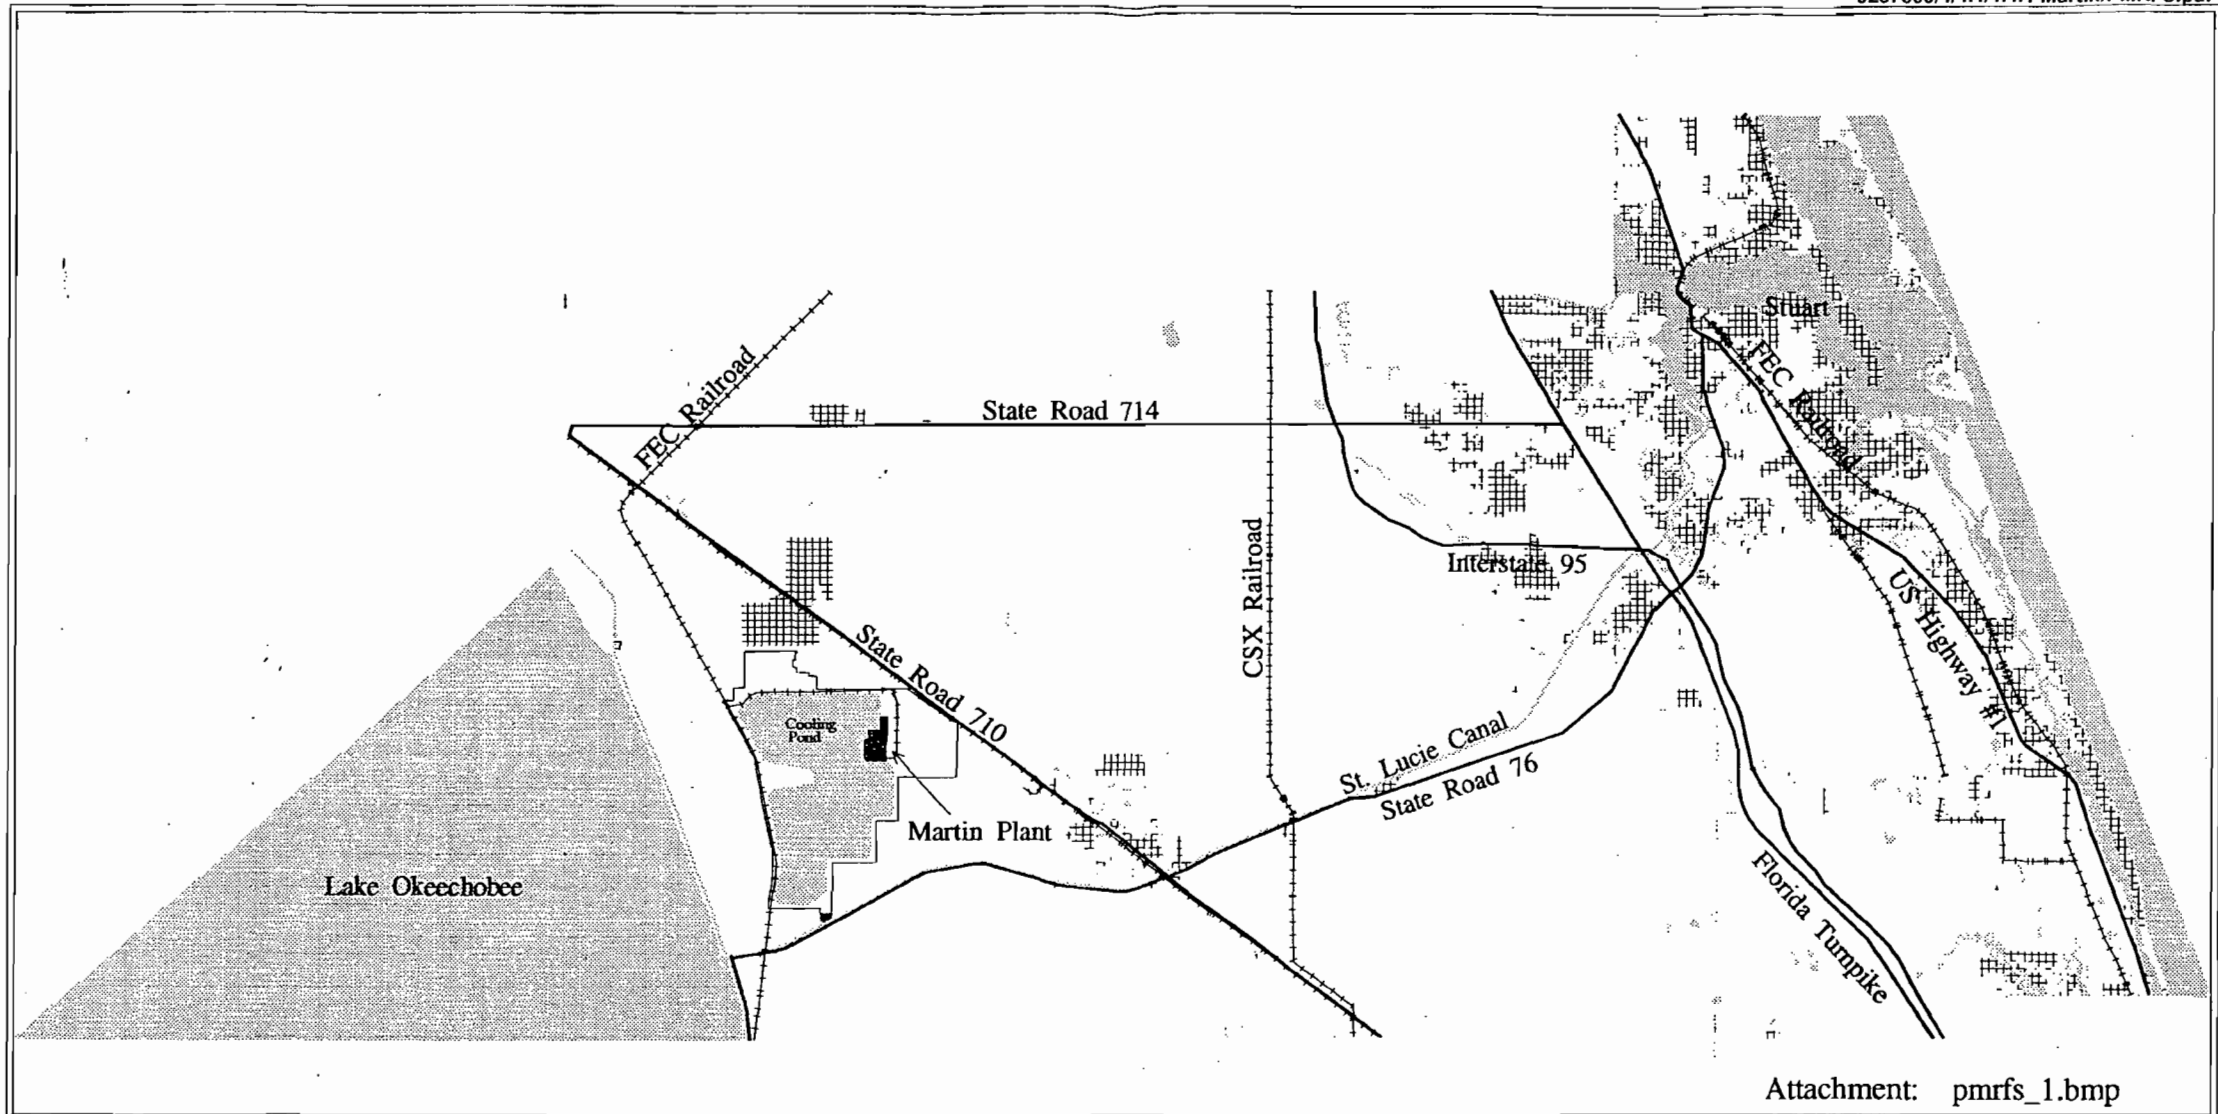 Stuart
FEC Railroad
FEC Railroad
State Road 714
CSX Railroad
Interstate 95
State Road 710
US Highway #1
Cooling
Pond
St. Lucie Canal
State Road 76
Martin Plant
Lake Okeechobee
Florida Turnpike
Attachment: pmrfs_1.bmp